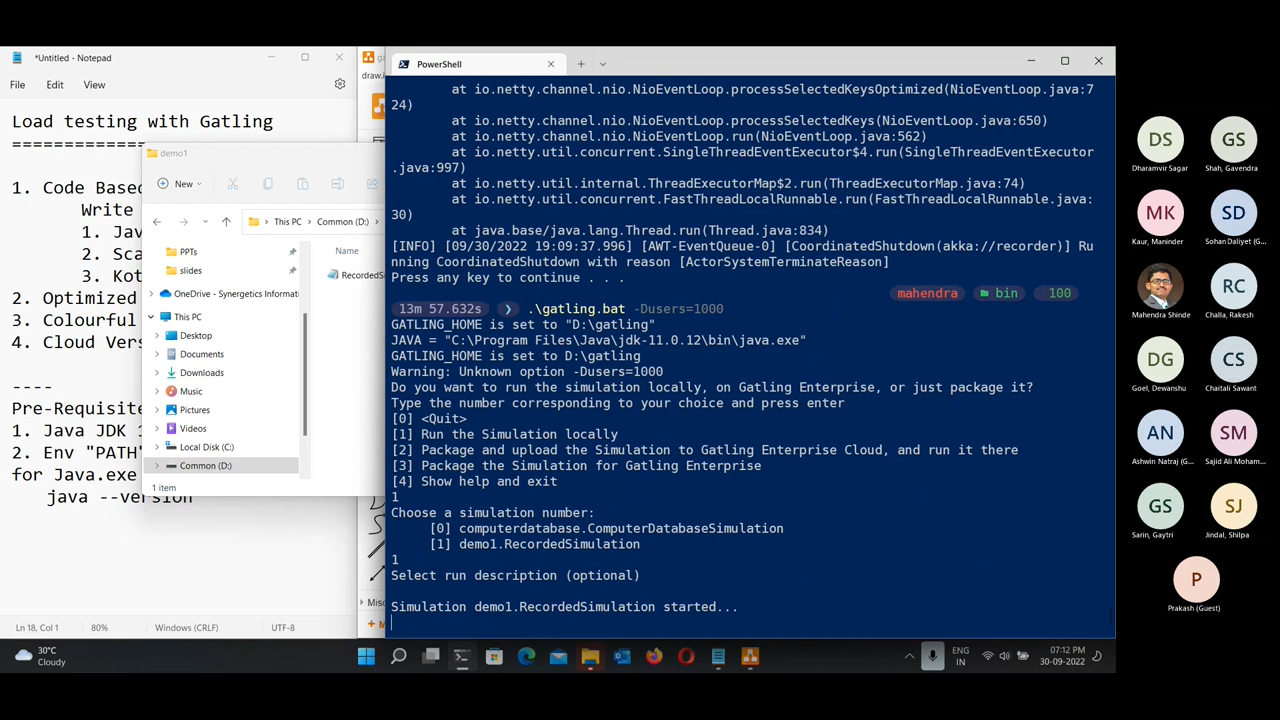 *Untitled - Notepad
File
Edit
View
Load testing with Gatling
1. Code Based
Write
1. Jav
2. Sca
3. Kot
2. Optimized
3. Colourful
4. Cloud Vers
----
Pre-Requisite
1. Java JDK 1
2. Env "PATH"
for Java.exe
java --version
Ln 18, Col 1
80%
Windows (CRLF)
UTF-8
demo1
New
This PC
Common (D:)
PPTs
slides
OneDrive - Synergetics Informat
This PC
Desktop
Documents
Downloads
Music
Pictures
Videos
Local Disk (C:)
Common (D:)
1 item
Name
RecordedSi
draw.i
Misc
PowerShell
at io.netty.channel.nio.NioEventLoop.processSelectedKeysOptimized(NioEventLoop.java:7
24)
at io.netty.channel.nio.NioEventLoop.processSelectedKeys(NioEventLoop.java:650)
at io.netty.channel.nio.NioEventLoop.run(NioEventLoop.java:562)
at io.netty.util.concurrent.SingleThreadEventExecutor$4.run(SingleThreadEventExecutor
.java:997)
at io.netty.util.internal.ThreadExecutorMap$2.run(ThreadExecutorMap.java:74)
at io.netty.util.concurrent.FastThreadLocalRunnable.run(FastThreadLocalRunnable.java:
30)
at java.base/java.lang.Thread.run(Thread.java:834)
[INFO] [09/30/2022 19:09:37.996] [AWT-EventQueue-0] [CoordinatedShutdown(akka://recorder)] Ru
nning CoordinatedShutdown with reason [ActorSystemTerminateReason]
Press any key to continue . . .
mahendra bin 100
13m 57.632s ❯ .\gatling.bat -Dusers=1000
GATLING_HOME is set to "D:\gatling"
JAVA = "C:\Program Files\Java\jdk-11.0.12\bin\java.exe"
GATLING_HOME is set to D:\gatling
Warning: Unknown option -Dusers=1000
Do you want to run the simulation locally, on Gatling Enterprise, or just package it?
Type the number corresponding to your choice and press enter
[0] <Quit>
[1] Run the Simulation locally
[2] Package and upload the Simulation to Gatling Enterprise Cloud, and run it there
[3] Package the Simulation for Gatling Enterprise
[4] Show help and exit
1
Choose a simulation number:
[0] computerdatabase.ComputerDatabaseSimulation
[1] demo1.RecordedSimulation
1
Select run description (optional)
Simulation demo1.RecordedSimulation started...
30°C
Cloudy
ENG
IN
07:12 PM
30-09-2022
DS
Dharamvir Sagar
GS
Shah, Gavendra
MK
Kaur, Maninder
SD
Sohan Daliyet (G...
Mahendra Shinde
RC
Challa, Rakesh
DG
Goel, Dewanshu
CS
Chaitali Sawant
AN
Ashwin Natraj (G...
SM
Sajid Ali Moham...
GS
Sarin, Gaytri
SJ
Jindal, Shilpa
P
Prakash (Guest)